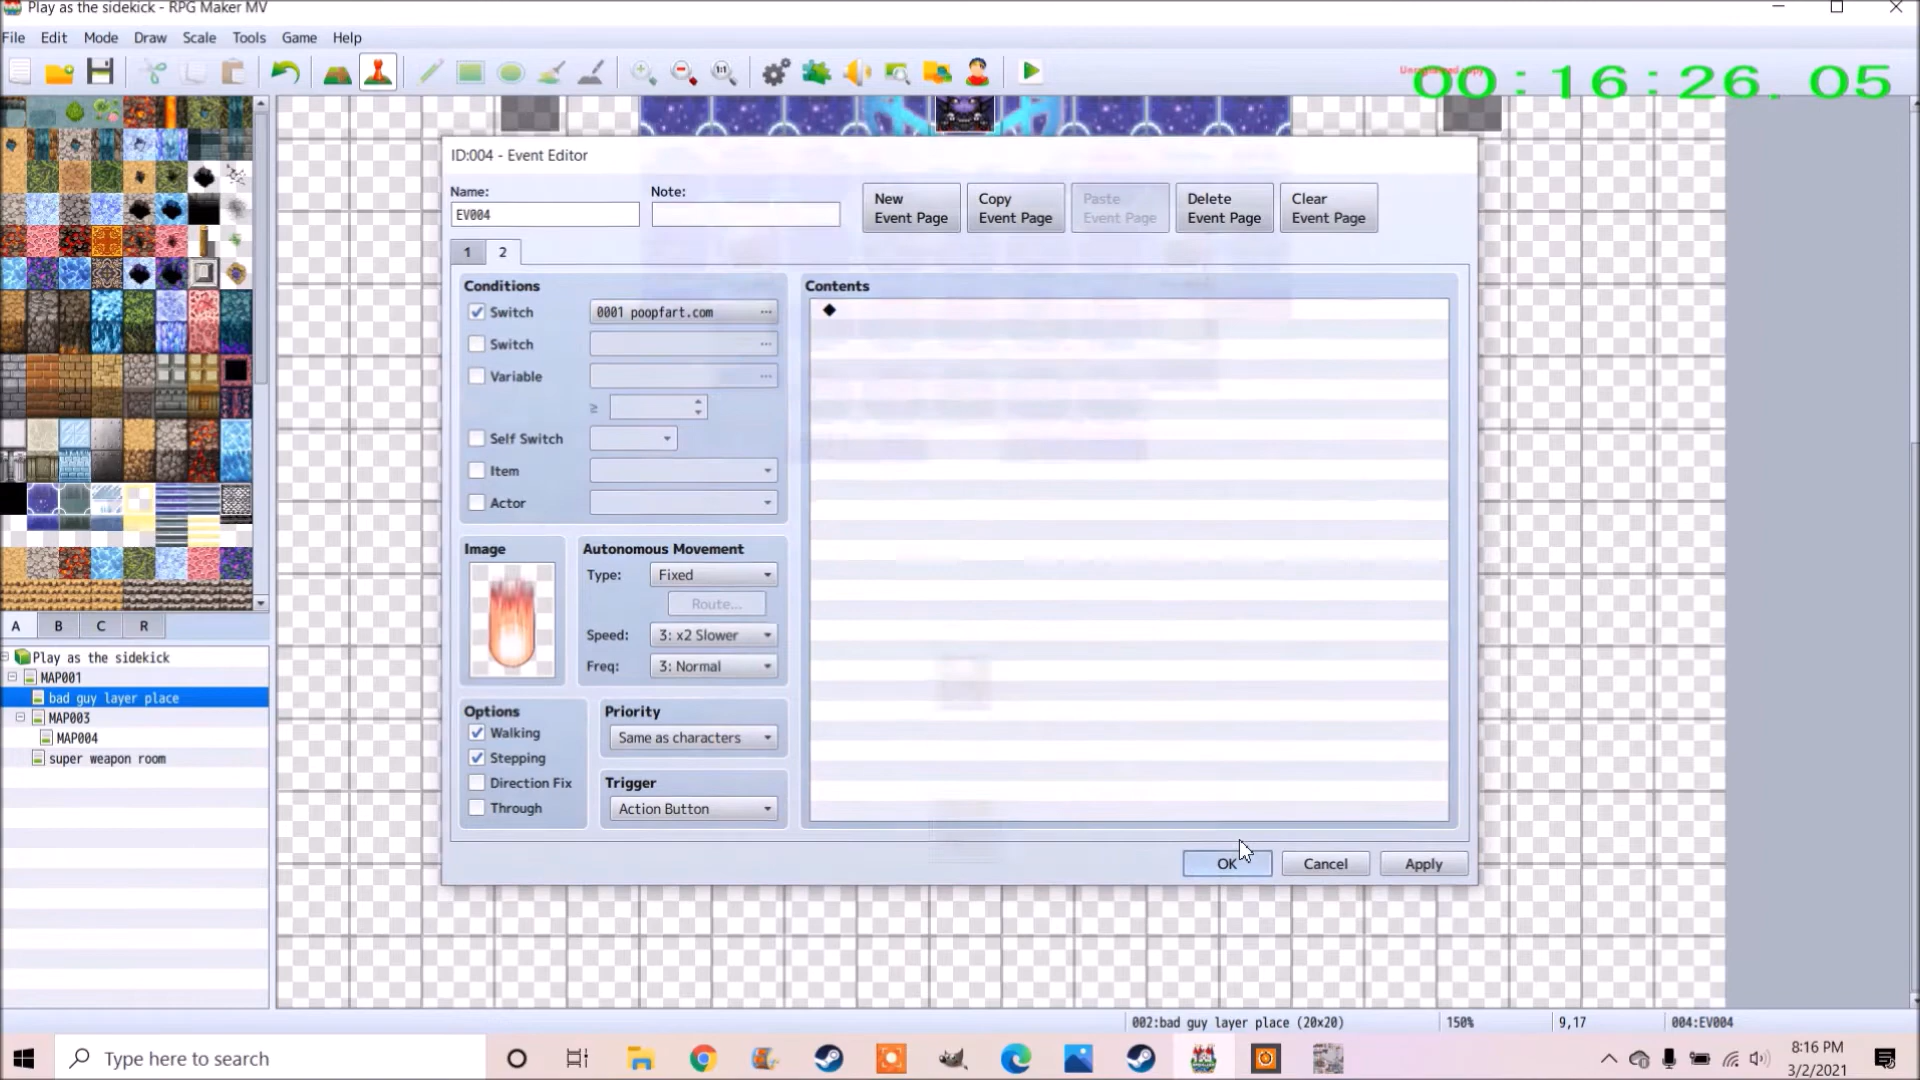 Play as the sidekick - RPG Maker MV
File Edit Mode Draw Scale Tools Game Help
1:1
Unregistered copy
00:16:26.05
ID:004 - Event Editor
Name:
Note:
EV004
New
Event Page
Copy
Event Page
Paste
Event Page
Delete
Event Page
Clear
Event Page
1 2
Conditions
Switch 0001 poopfart.com ...
Switch ...
Variable ...
≥
Self Switch
Item
Actor
Contents
◆
Image
Autonomous Movement
Type: Fixed
Route...
Speed: 3: x2 Slower
Freq: 3: Normal
Options
Walking
Stepping
Direction Fix
Through
Priority
Same as characters
Trigger
Action Button
OK Cancel Apply
A B C R
Play as the sidekick
MAP001
bad guy layer place
MAP003
MAP004
super weapon room
002:bad guy layer place (20x20) 150% 9,17 004:EV004
Type here to search
8:16 PM
3/2/2021